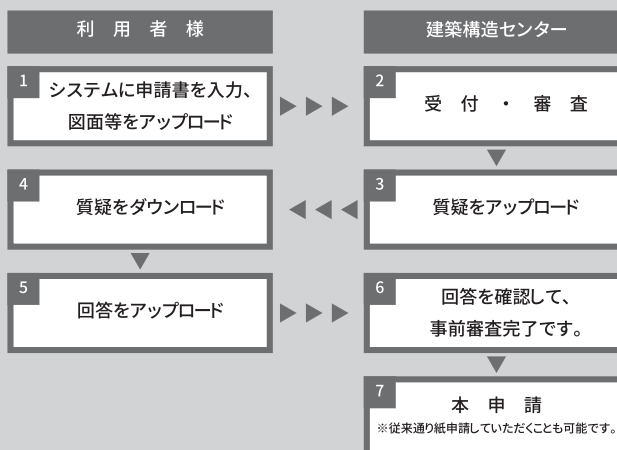 利用者様
建築構造センター
1
システムに申請書を入力、
図面等をアップロード
2
受付・審査
3
質疑をアップロード
4
質疑をダウンロード
5
回答をアップロード
6
回答を確認して、
事前審査完了です。
7
本申請
※従来通り紙申請していただくことも可能です。